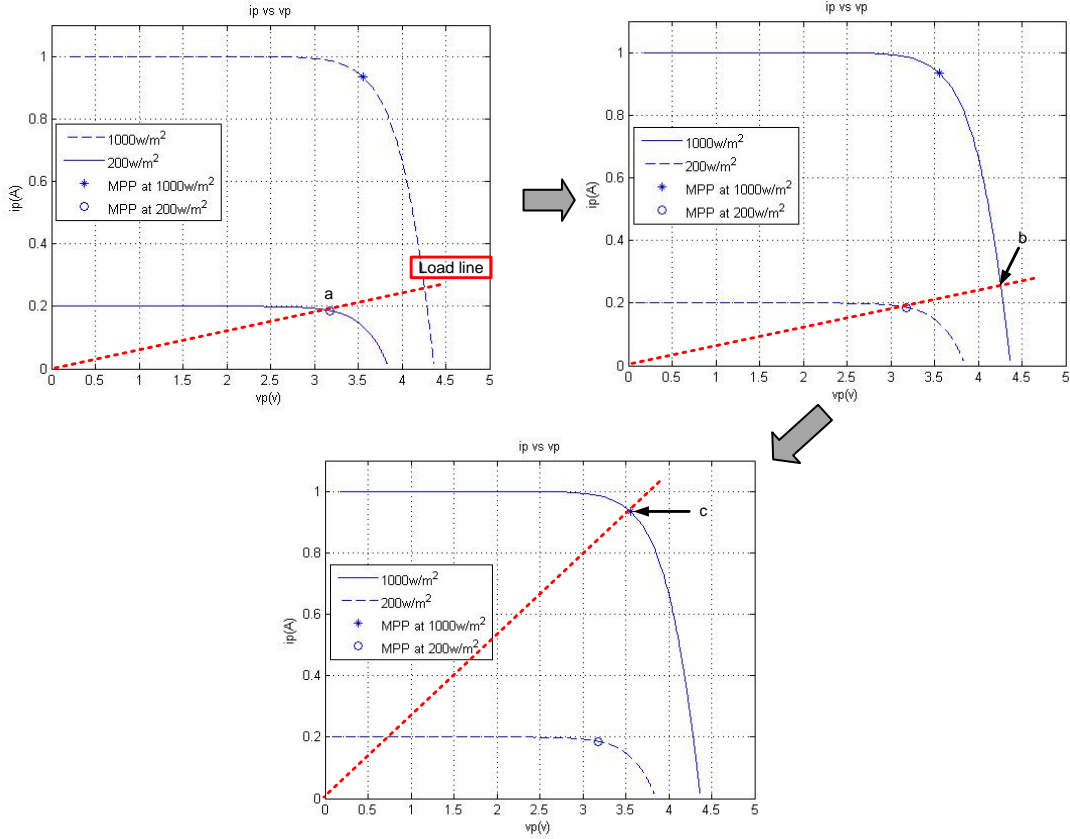 ip vs vp
ip(A)
1
0.8
0.6
0.4
0.2
0
1000w/m²
200w/m²
MPP at 1000w/m²
MPP at 200w/m²
a
Load line
0 0.5 1 1.5 2 2.5 3 3.5 4 4.5 5
vp(v)
ip vs vp
ip(A)
1
0.8
0.6
0.4
0.2
0
1000w/m²
200w/m²
MPP at 1000w/m²
MPP at 200w/m²
b
0 0.5 1 1.5 2 2.5 3 3.5 4 4.5 5
vp(v)
ip vs vp
ip(A)
1
0.8
0.6
0.4
0.2
0
c
1000w/m²
200w/m²
MPP at 1000w/m²
MPP at 200w/m²
0 0.5 1 1.5 2 2.5 3 3.5 4 4.5 5
vp(v)